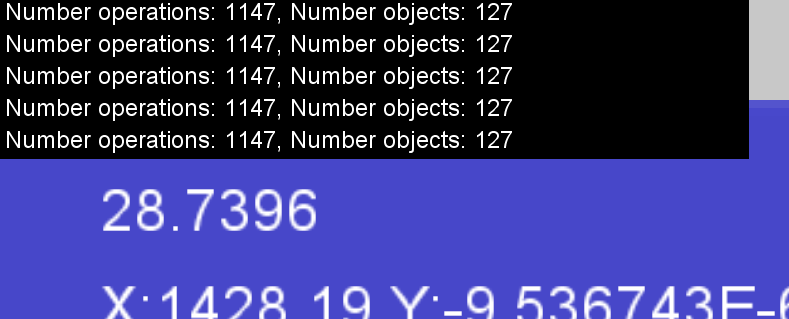 Number operations: 1147, Number objects: 127
Number operations: 1147, Number objects: 127
Number operations: 1147, Number objects: 127
Number operations: 1147, Number objects: 127
Number operations: 1147, Number objects: 127
28.7396
X:1428.19 Y:-9.536743E-6